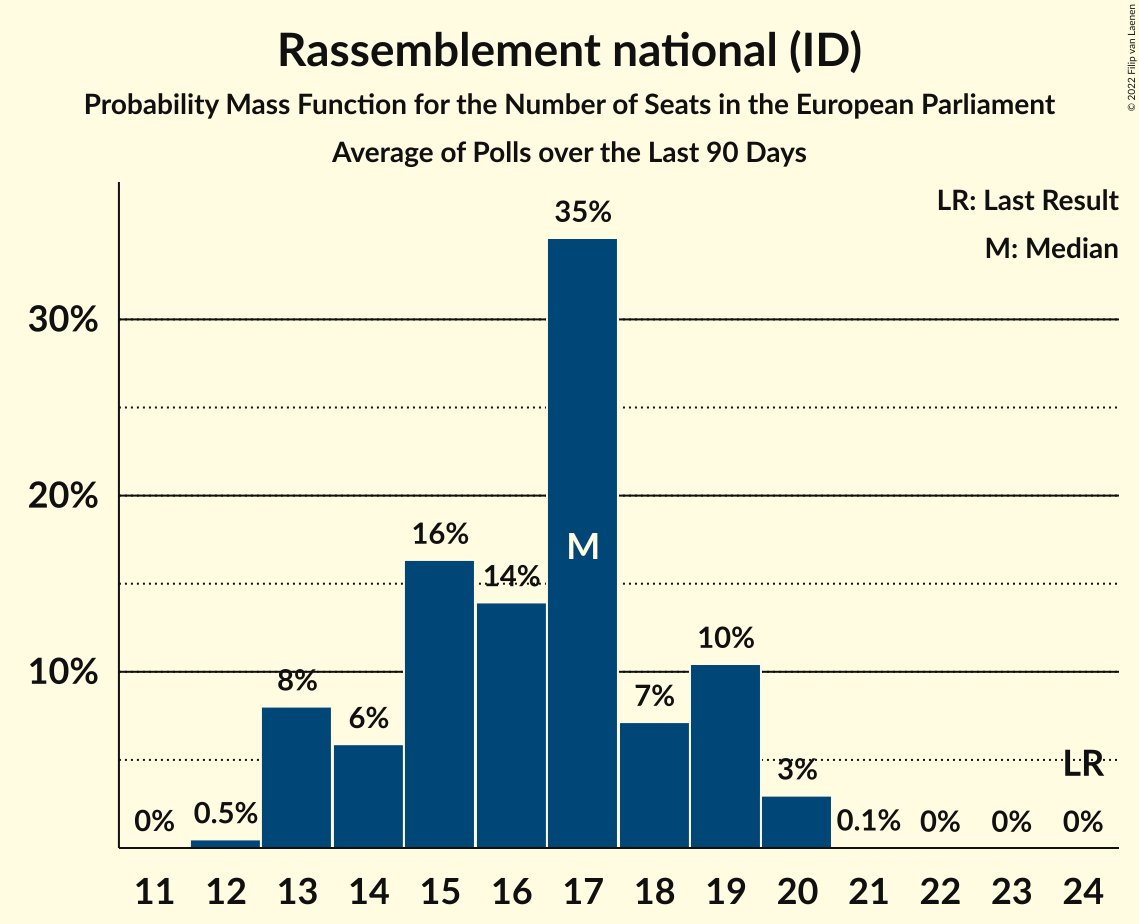 © 2022 Filip van Laenen
Rassemblement national (ID)
Probability Mass Function for the Number of Seats in the European Parliament
Average of Polls over the Last 90 Days
LR: Last Result
M: Median
35%
30%
20%
16%
M
14%
10%
10%
8%
7%
6%
3%
LR
0%
0.5%
0.1%
0%
0%
0%
11 12 13 14 15 16 17 18 19 20 21 22 23 24